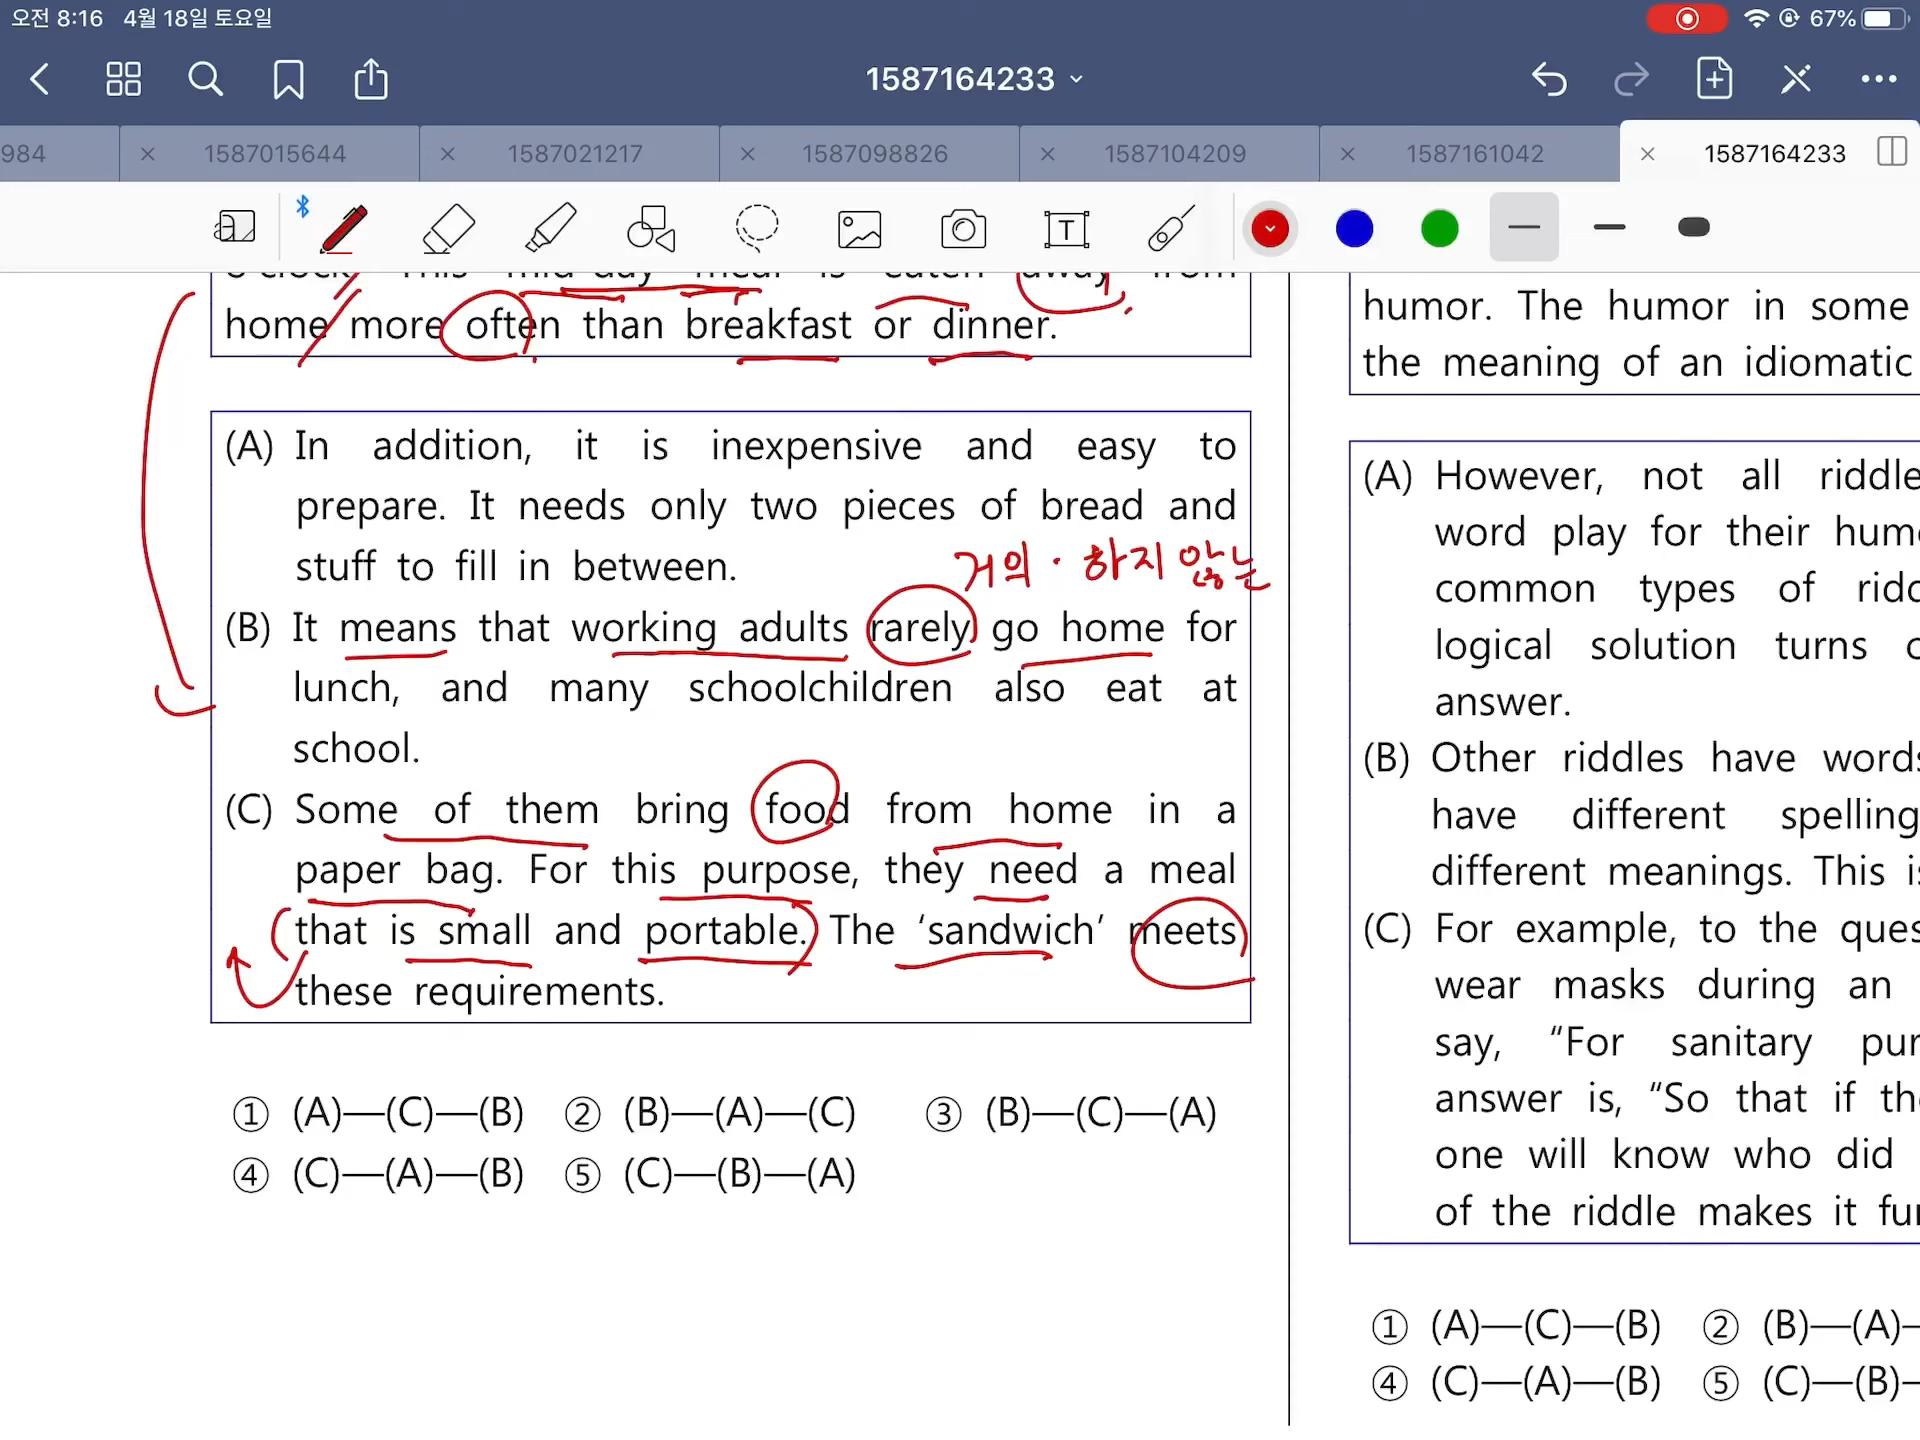 오전 8:16 4월 18일 토요일
67%
1587164233
984
1587015644
1587021217
1587098826
1587104209
1587161042
1587164233
home more often than breakfast or dinner.
(A) In addition, it is inexpensive and easy to
prepare. It needs only two pieces of bread and
stuff to fill in between.
거의 · 하지 않는
(B) It means that working adults rarely go home for
lunch, and many schoolchildren also eat at
school.
(C) Some of them bring food from home in a
paper bag. For this purpose, they need a meal
that is small and portable. The ‘sandwich’ meets
these requirements.
① (A)—(C)—(B) ② (B)—(A)—(C) ③ (B)—(C)—(A)
④ (C)—(A)—(B) ⑤ (C)—(B)—(A)
humor. The humor in some
the meaning of an idiomatic
(A) However, not all riddle
word play for their hum
common types of ridd
logical solution turns
answer.
(B) Other riddles have words
have different spelling
different meanings. This is
(C) For example, to the ques
wear masks during an
say, “For sanitary pur
answer is, “So that if th
one will know who did
of the riddle makes it fu
① (A)—(C)—(B) ② (B)—(A)—
④ (C)—(A)—(B) ⑤ (C)—(B)—